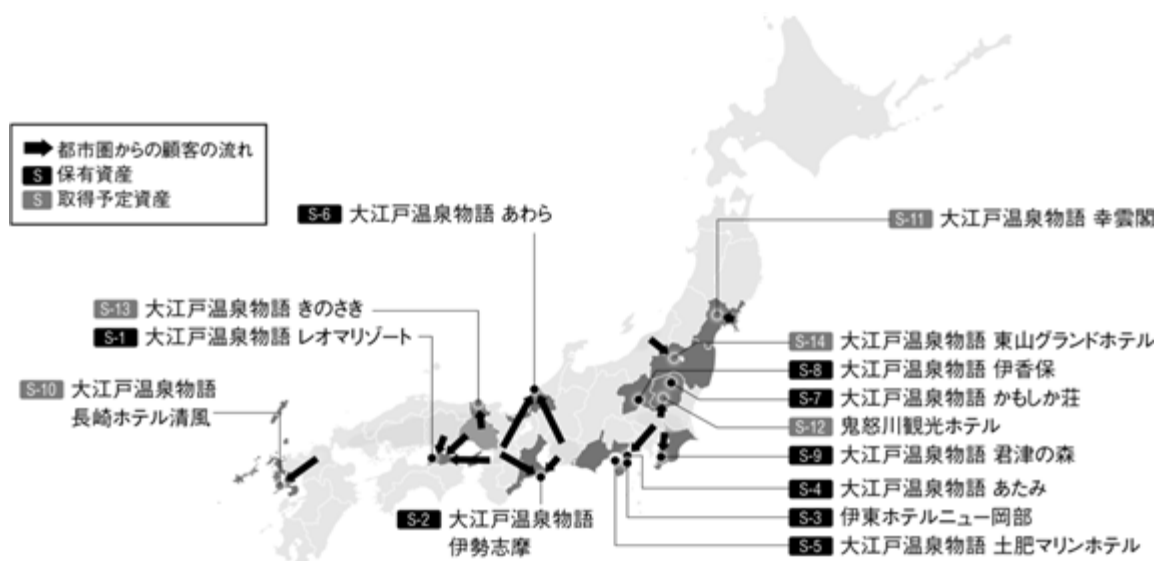 都市圏からの顧客の流れ
S 保有資産
S 取得予定資産
S-6 大江戸温泉物語 あわら
S-11 大江戸温泉物語 幸雲閣
S-13 大江戸温泉物語 きのさき
S-1 大江戸温泉物語 レオマリゾート
S-10 大江戸温泉物語
長崎ホテル清風
S-14 大江戸温泉物語 東山グランドホテル
S-8 大江戸温泉物語 伊香保
S-7 大江戸温泉物語 かもしか荘
S-12 鬼怒川観光ホテル
S-9 大江戸温泉物語 君津の森
S-4 大江戸温泉物語 あたみ
S-3 伊東ホテルニュー岡部
S-5 大江戸温泉物語 土肥マリンホテル
S-2 大江戸温泉物語
伊勢志摩